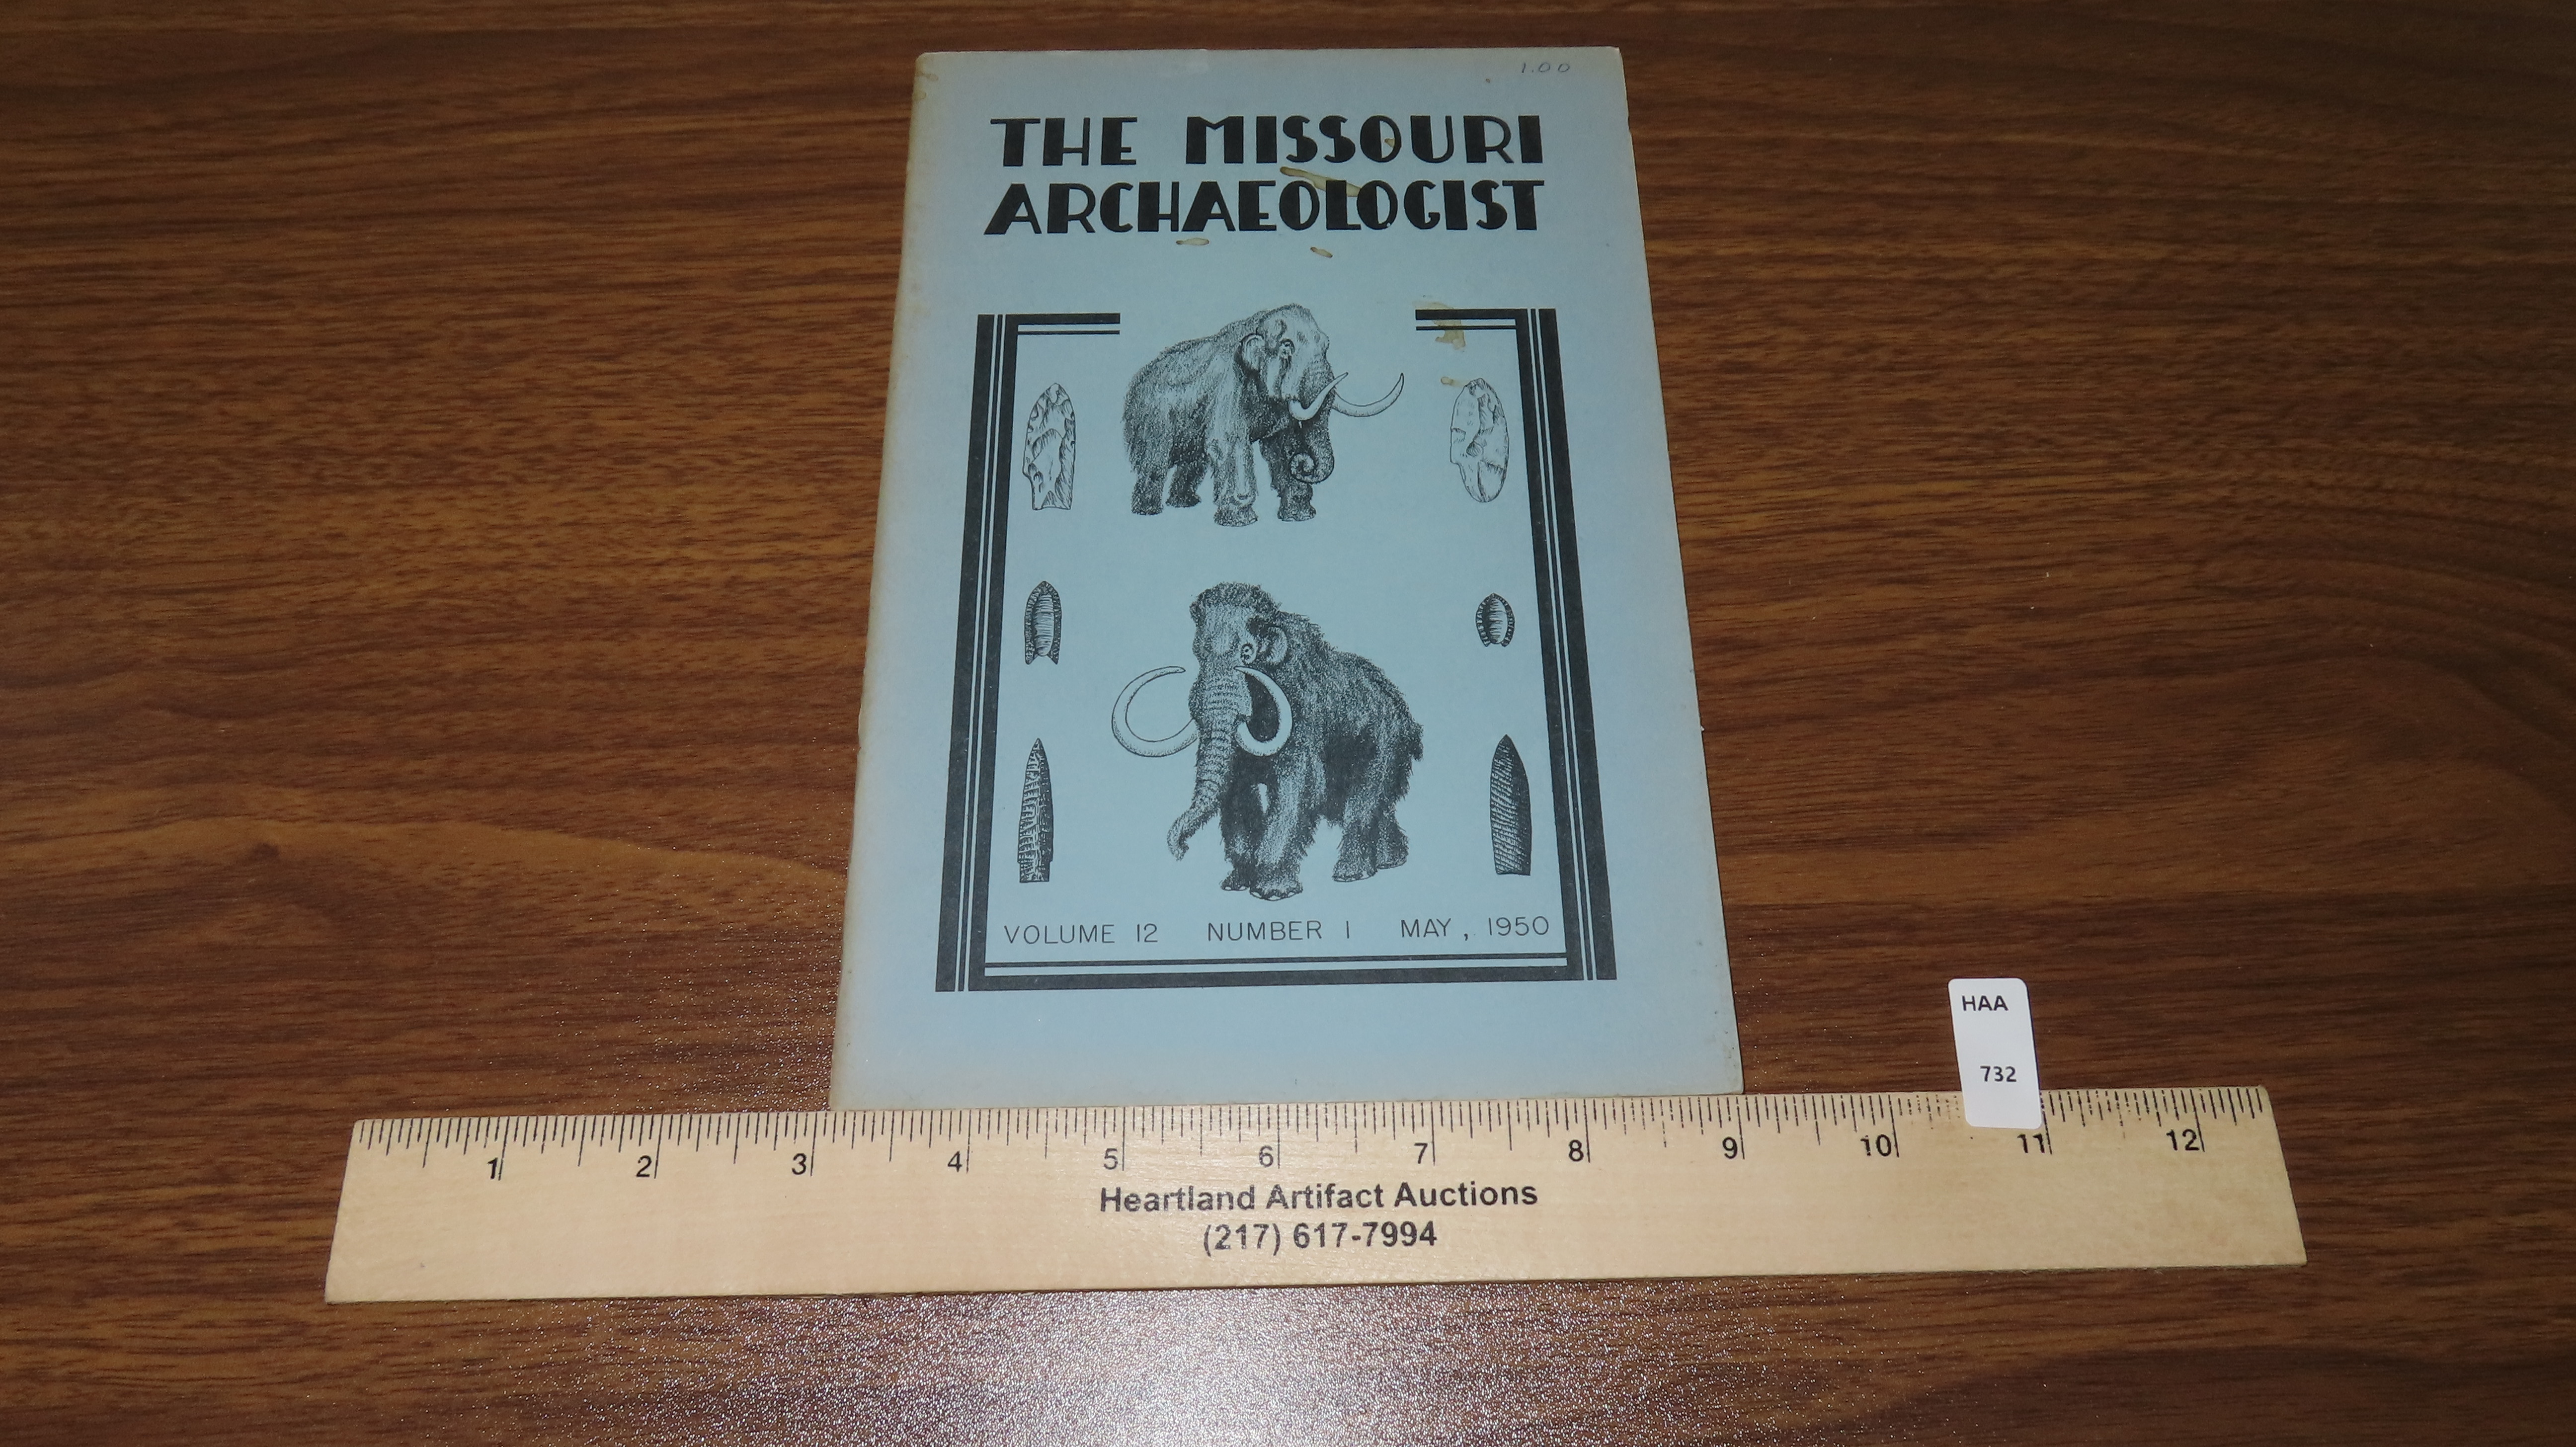 1.00
THE MISSOURI
ARCHAEOLOGIST
VOLUME 12 NUMBER 1 MAY, 1950
HAA
732
1 2 3 4 5 6 7 8 9 10 11 12
Heartland Artifact Auctions
(217) 617-7994